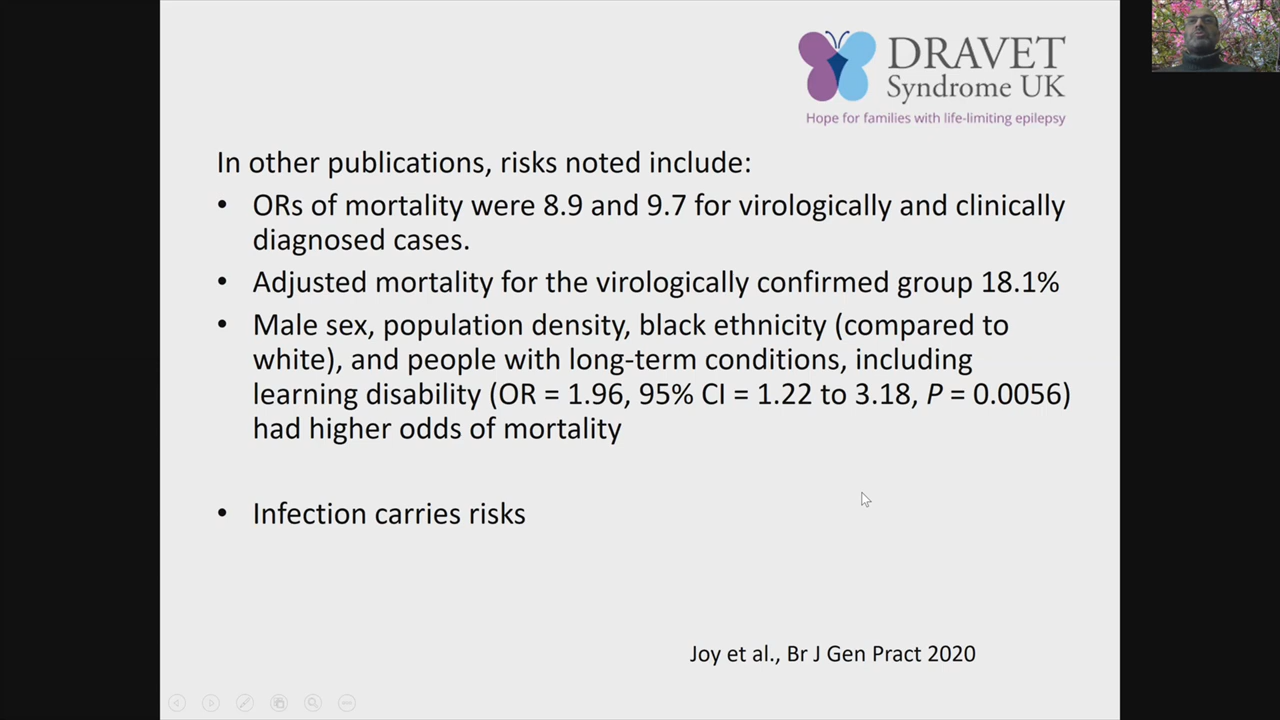 DRAVET
Syndrome UK
Hope for families with life-limiting epilepsy
In other publications, risks noted include:
• ORs of mortality were 8.9 and 9.7 for virologically and clinically
diagnosed cases.
• Adjusted mortality for the virologically confirmed group 18.1%
• Male sex, population density, black ethnicity (compared to
white), and people with long-term conditions, including
learning disability (OR = 1.96, 95% CI = 1.22 to 3.18, P = 0.0056)
had higher odds of mortality
• Infection carries risks
Joy et al., Br J Gen Pract 2020